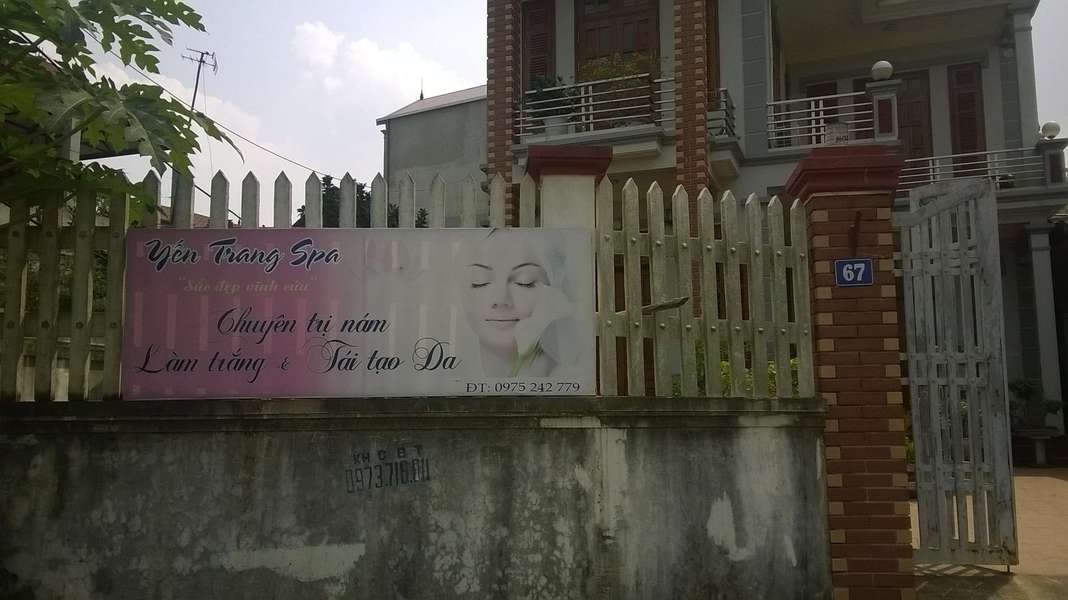 Yến Trang Spa
"Sắc đẹp vĩnh cửu"
Chuyên trị nám
Làm trắng & Tái tạo Da
ĐT: 0975 242 779
67
KHCBT
0973.710.011